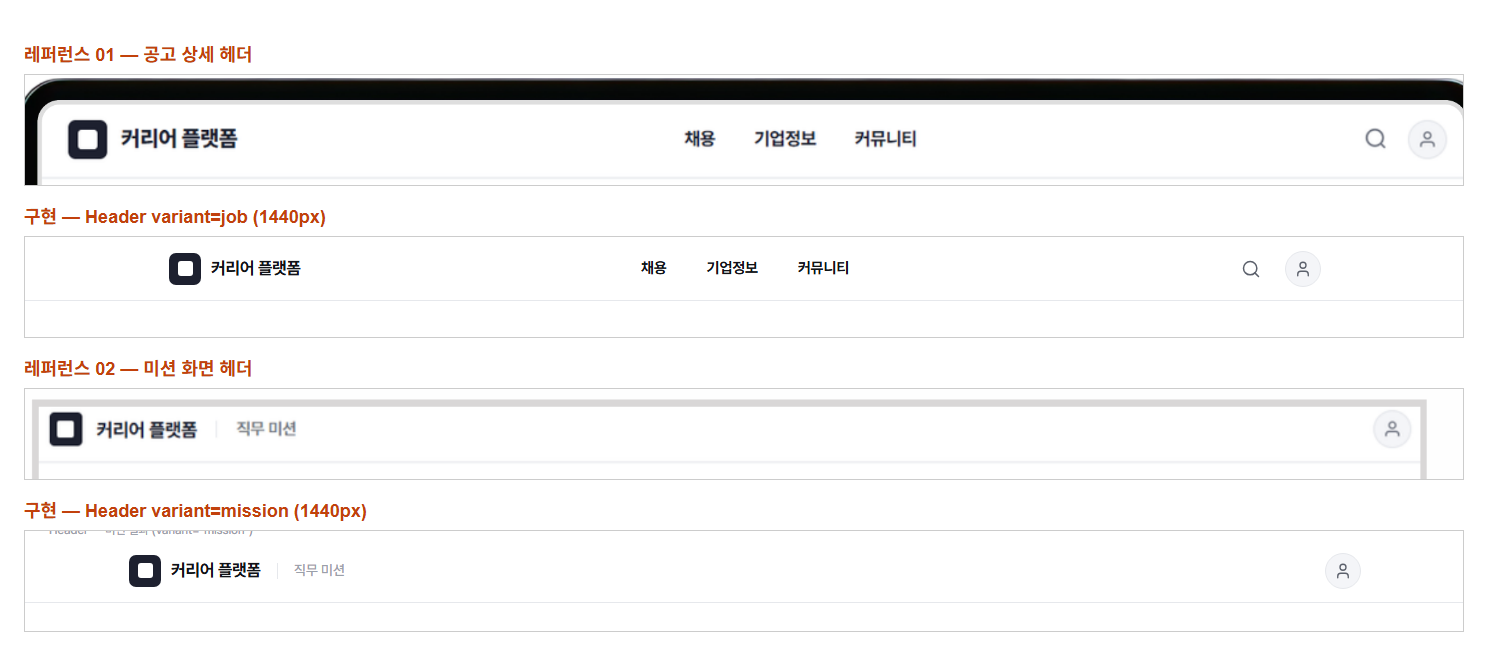 레퍼런스 01 — 공고 상세 헤더
커리어 플랫폼 채용 기업정보 커뮤니티
구현 — Header variant=job (1440px)
커리어 플랫폼 채용 기업정보 커뮤니티
레퍼런스 02 — 미션 화면 헤더
커리어 플랫폼 직무 미션
구현 — Header variant=mission (1440px)
커리어 플랫폼 직무 미션